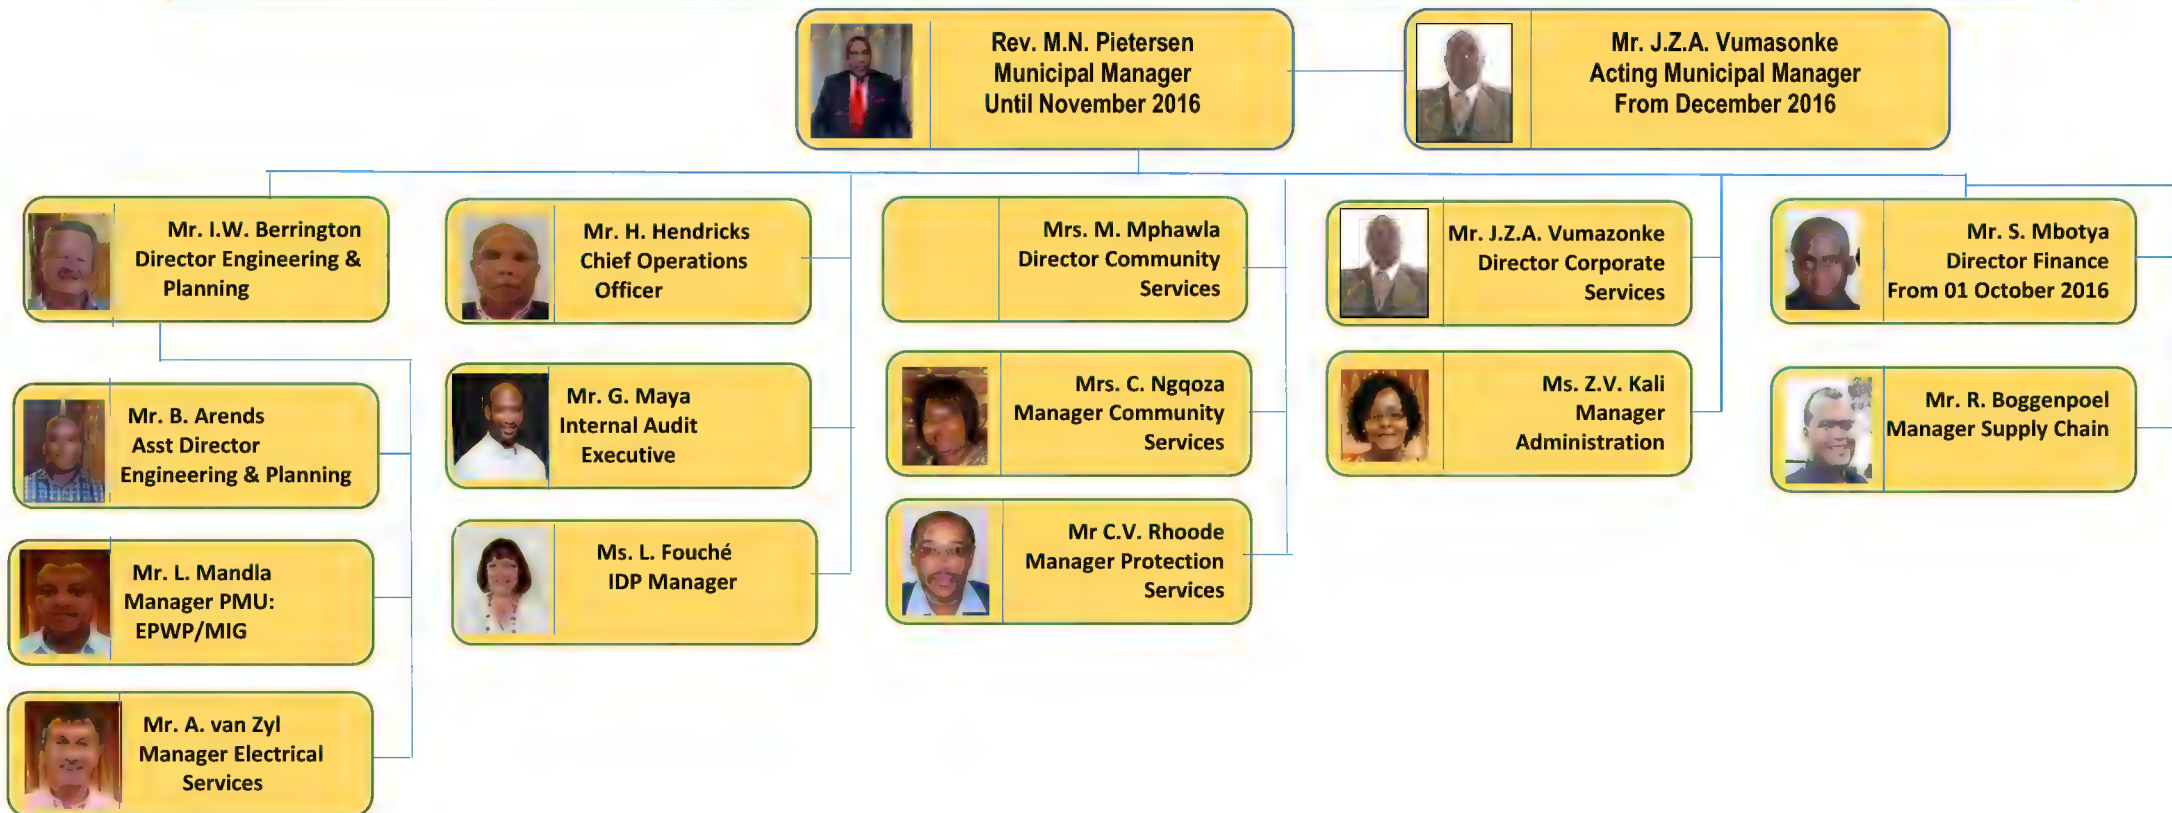 Rev. M.N. Pietersen
Municipal Manager
Until November 2016
Mr. J.Z.A. Vumasonke
Acting Municipal Manager
From December 2016
Mr. I.W. Berrington
Director Engineering &
Planning
Mr. B. Arends
Asst Director
Engineering & Planning
Mr. L. Mandla
Manager PMU:
EPWP/MIG
Mr. A. van Zyl
Manager Electrical
Services
Mr. H. Hendricks
Chief Operations
Officer
Mr. G. Maya
Internal Audit
Executive
Ms. L. Fouché
IDP Manager
Mrs. M. Mphawla
Director Community
Services
Mrs. C. Ngqoza
Manager Community
Services
Mr C.V. Rhoode
Manager Protection
Services
Mr. J.Z.A. Vumazonke
Director Corporate
Services
Ms. Z.V. Kali
Manager
Administration
Mr. S. Mbotya
Director Finance
From 01 October 2016
Mr. R. Boggenpoel
Manager Supply Chain